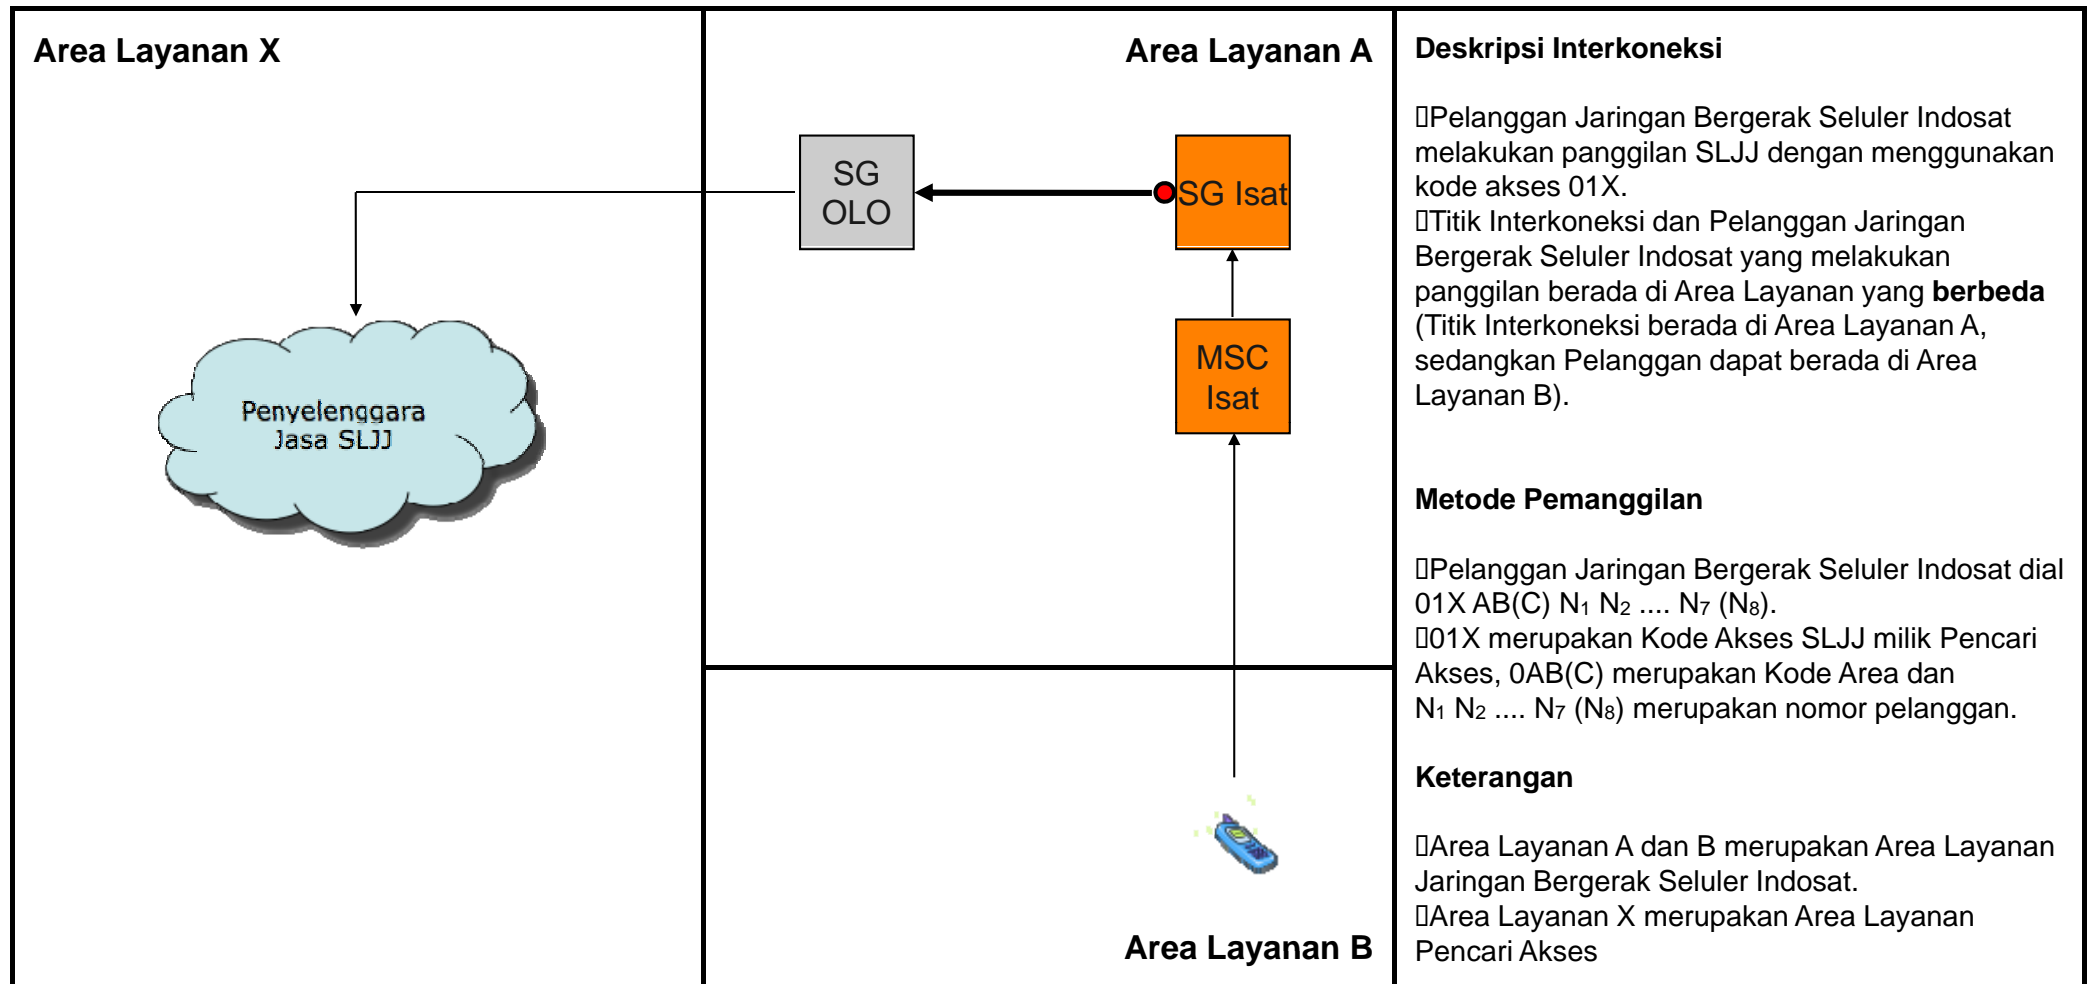 Area Layanan X
Area Layanan A
SG
OLO
SG Isat
MSC
Isat
Penyelenggara
Jasa SLJJ
Area Layanan B
Deskripsi Interkoneksi
Pelanggan Jaringan Bergerak Seluler Indosat
melakukan panggilan SLJJ dengan menggunakan
kode akses 01X.
Titik Interkoneksi dan Pelanggan Jaringan
Bergerak Seluler Indosat yang melakukan
panggilan berada di Area Layanan yang berbeda
(Titik Interkoneksi berada di Area Layanan A,
sedangkan Pelanggan dapat berada di Area
Layanan B).
Metode Pemanggilan
Pelanggan Jaringan Bergerak Seluler Indosat dial
01X AB(C) N₁ N₂ .... N₇ (N₈).
01X merupakan Kode Akses SLJJ milik Pencari
Akses, 0AB(C) merupakan Kode Area dan
N₁ N₂ .... N₇ (N₈) merupakan nomor pelanggan.
Keterangan
Area Layanan A dan B merupakan Area Layanan
Jaringan Bergerak Seluler Indosat.
Area Layanan X merupakan Area Layanan
Pencari Akses